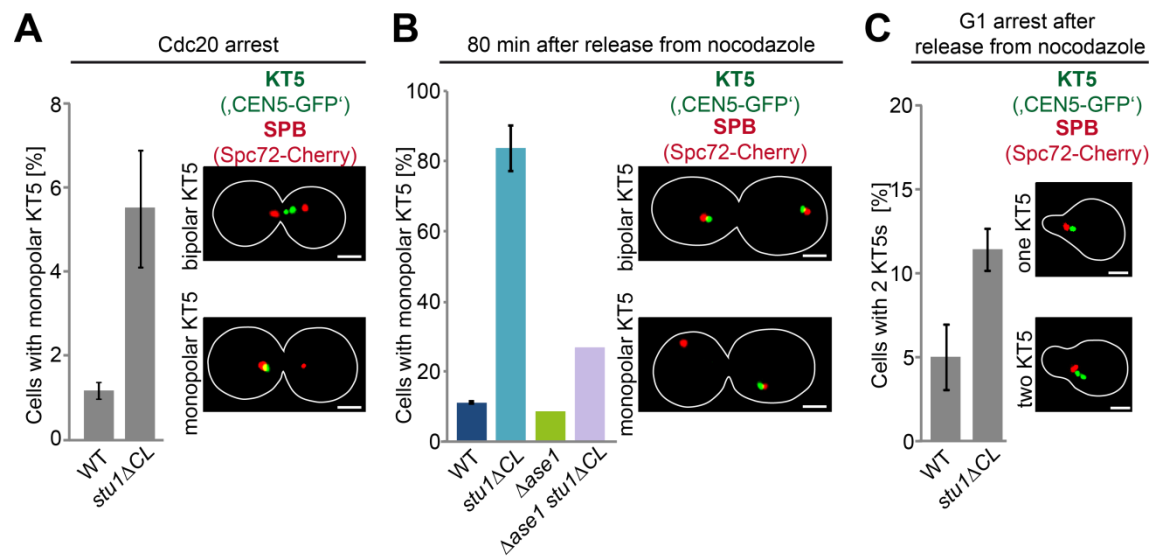 A
Cdc20 arrest
Cells with monopolar KT5 [%]
8
6
4
2
0
WT
stu1ΔCL
KT5
(‚CEN5-GFP‘)
SPB
(Spc72-Cherry)
bipolar KT5
monopolar KT5
B
80 min after release from nocodazole
Cells with monopolar KT5 [%]
100
80
60
40
20
0
WT
stu1ΔCL
Δase1
Δase1 stu1ΔCL
KT5
(‚CEN5-GFP‘)
SPB
(Spc72-Cherry)
bipolar KT5
monopolar KT5
C
G1 arrest after
release from nocodazole
Cells with 2 KT5s [%]
20
15
10
5
0
WT
stu1ΔCL
KT5
(‚CEN5-GFP‘)
SPB
(Spc72-Cherry)
one KT5
two KT5